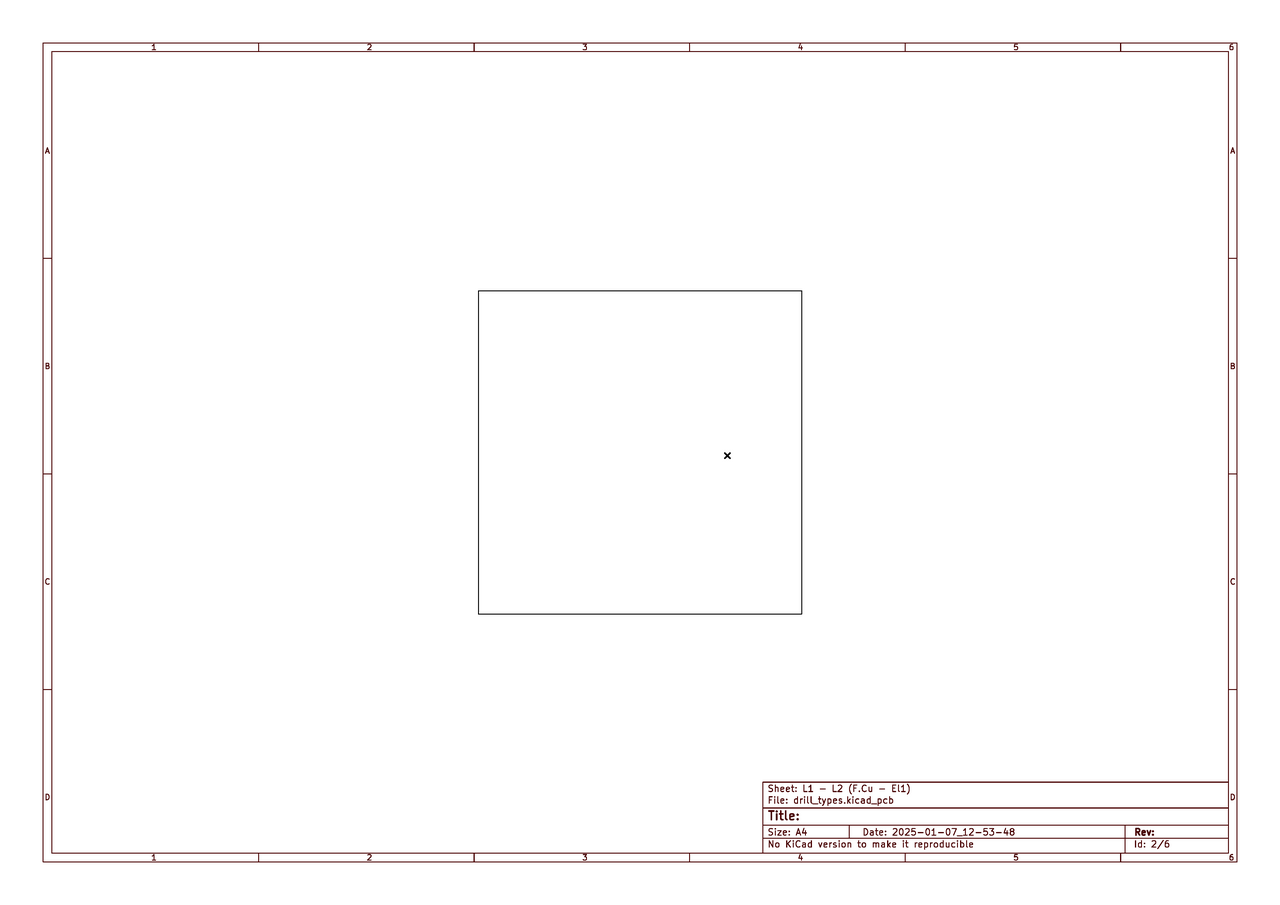 1 2 3 4 5 6
A A
B B
C C
D D
Sheet: L1 - L2 (F.Cu - El1)
File: drill_types.kicad_pcb
Title:
Size: A4 Date: 2025-01-07_12-53-48 Rev:
No KiCad version to make it reproducible Id: 2/6
1 2 3 4 5 6